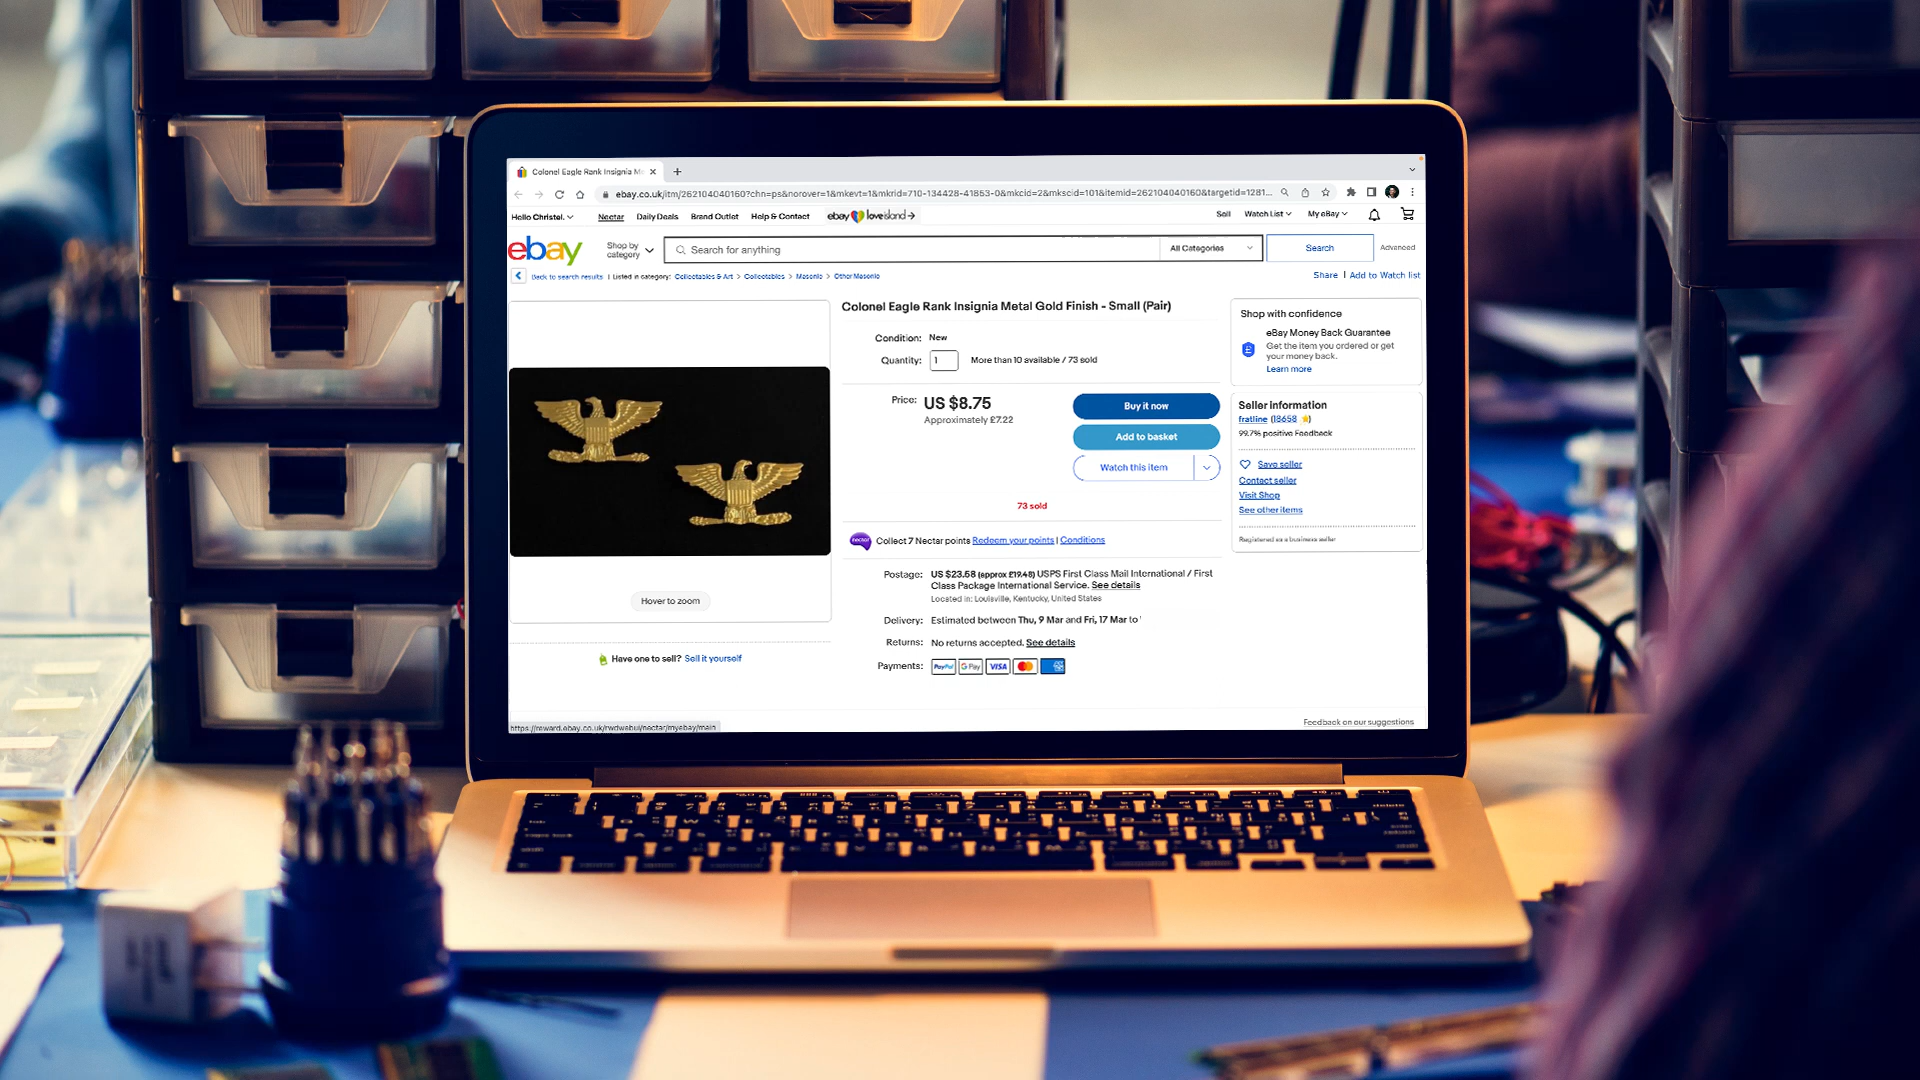 Colonel Eagle Rank Insignia M
ebay.co.uk/itm/262104040160?chn=ps&norover=1&mkevt=1&mkrid=710-134428-41853-0&mkcid=2&mkscid=101&itemid=262104040160&targetid=1281...
Hello Christel. Nectar Daily Deals Brand Outlet Help & Contact ebay love island → Sell Watch List My eBay
ebay Shop by category Search for anything All Categories Search Advanced
Back to search results | Listed in category: Collectables & Art > Collectables > Masonic > Other Masonic Share | Add to Watch list
Colonel Eagle Rank Insignia Metal Gold Finish - Small (Pair)
Condition: New
Quantity: 1 More than 10 available / 73 sold
Price: US $8.75
Approximately £7.22
Buy it now
Add to basket
Watch this item
73 sold
nectar Collect 7 Nectar points Redeem your points | Conditions
Postage: US $23.58 (approx £19.45) USPS First Class Mail International / First
Class Package International Service. See details
Located in: Louisville, Kentucky, United States
Delivery: Estimated between Thu, 9 Mar and Fri, 17 Mar to
Returns: No returns accepted. See details
Payments: PayPal G Pay VISA
Hover to zoom
Have one to sell? Sell it yourself
Shop with confidence
eBay Money Back Guarantee
Get the item you ordered or get
your money back.
Learn more
Seller information
fratline (18658)
99.7% positive Feedback
Save seller
Contact seller
Visit Shop
See other items
Registered as a business seller
https://reward.ebay.co.uk/rwdwebui/nectar/myebay/main
Feedback on our suggestions